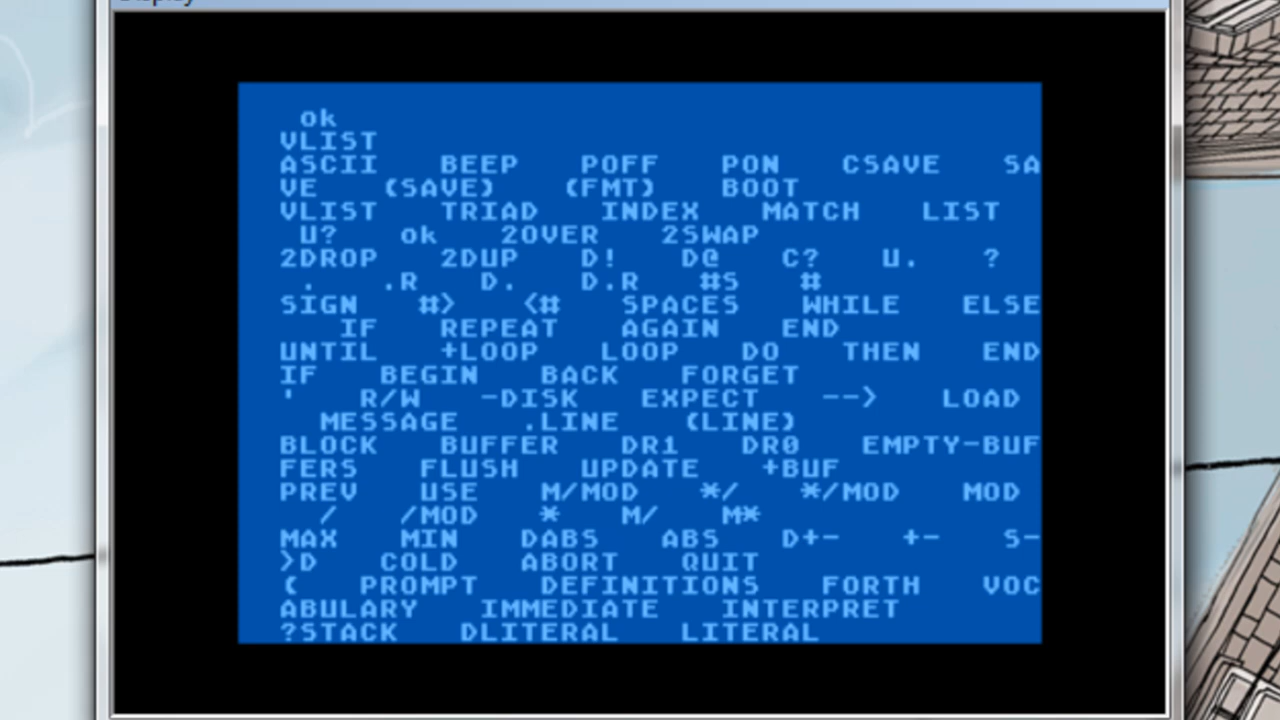 Display
ok
VLIST
ASCII BEEP POFF PON CSAVE SA
VE (SAVE) (FMT) BOOT
VLIST TRIAD INDEX MATCH LIST
U? ok 2OVER 2SWAP
2DROP 2DUP D! D@ C? U. ?
. .R D. D.R #S #
SIGN #> <# SPACES WHILE ELSE
IF REPEAT AGAIN END
UNTIL +LOOP LOOP DO THEN END
IF BEGIN BACK FORGET
' R/W -DISK EXPECT --> LOAD
MESSAGE .LINE (LINE)
BLOCK BUFFER DR1 DR0 EMPTY-BUF
FERS FLUSH UPDATE +BUF
PREV USE M/MOD */ */MOD MOD
/ /MOD * M/ M*
MAX MIN DABS ABS D+- +- S-
>D COLD ABORT QUIT
( PROMPT DEFINITIONS FORTH VOC
ABULARY IMMEDIATE INTERPRET
?STACK DLITERAL LITERAL